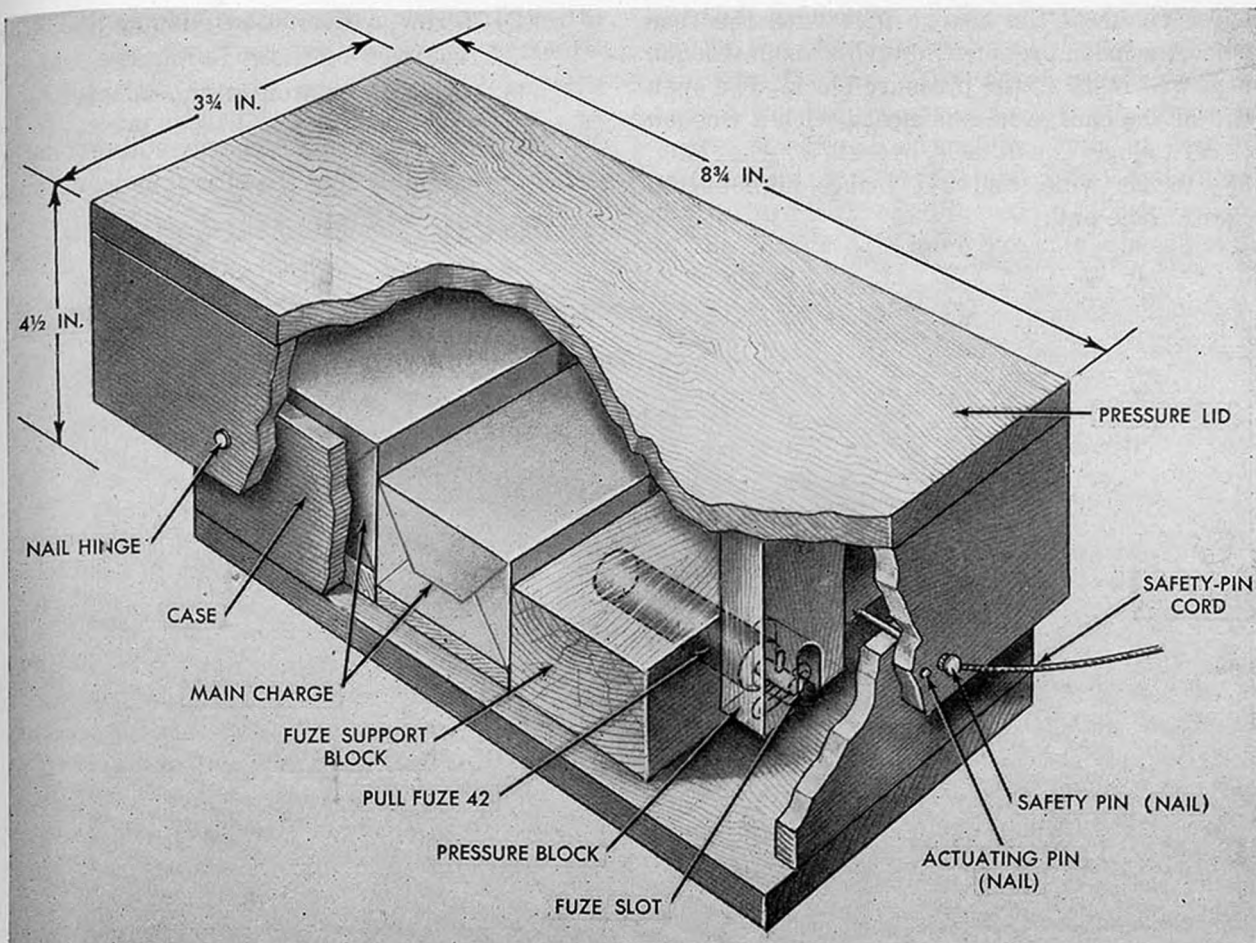 3¾ IN.
8¾ IN.
4½ IN.
PRESSURE LID
NAIL HINGE
SAFETY-PIN
CORD
CASE
MAIN CHARGE
FUZE SUPPORT
BLOCK
PULL FUZE 42
SAFETY PIN (NAIL)
PRESSURE BLOCK
ACTUATING PIN
(NAIL)
FUZE SLOT